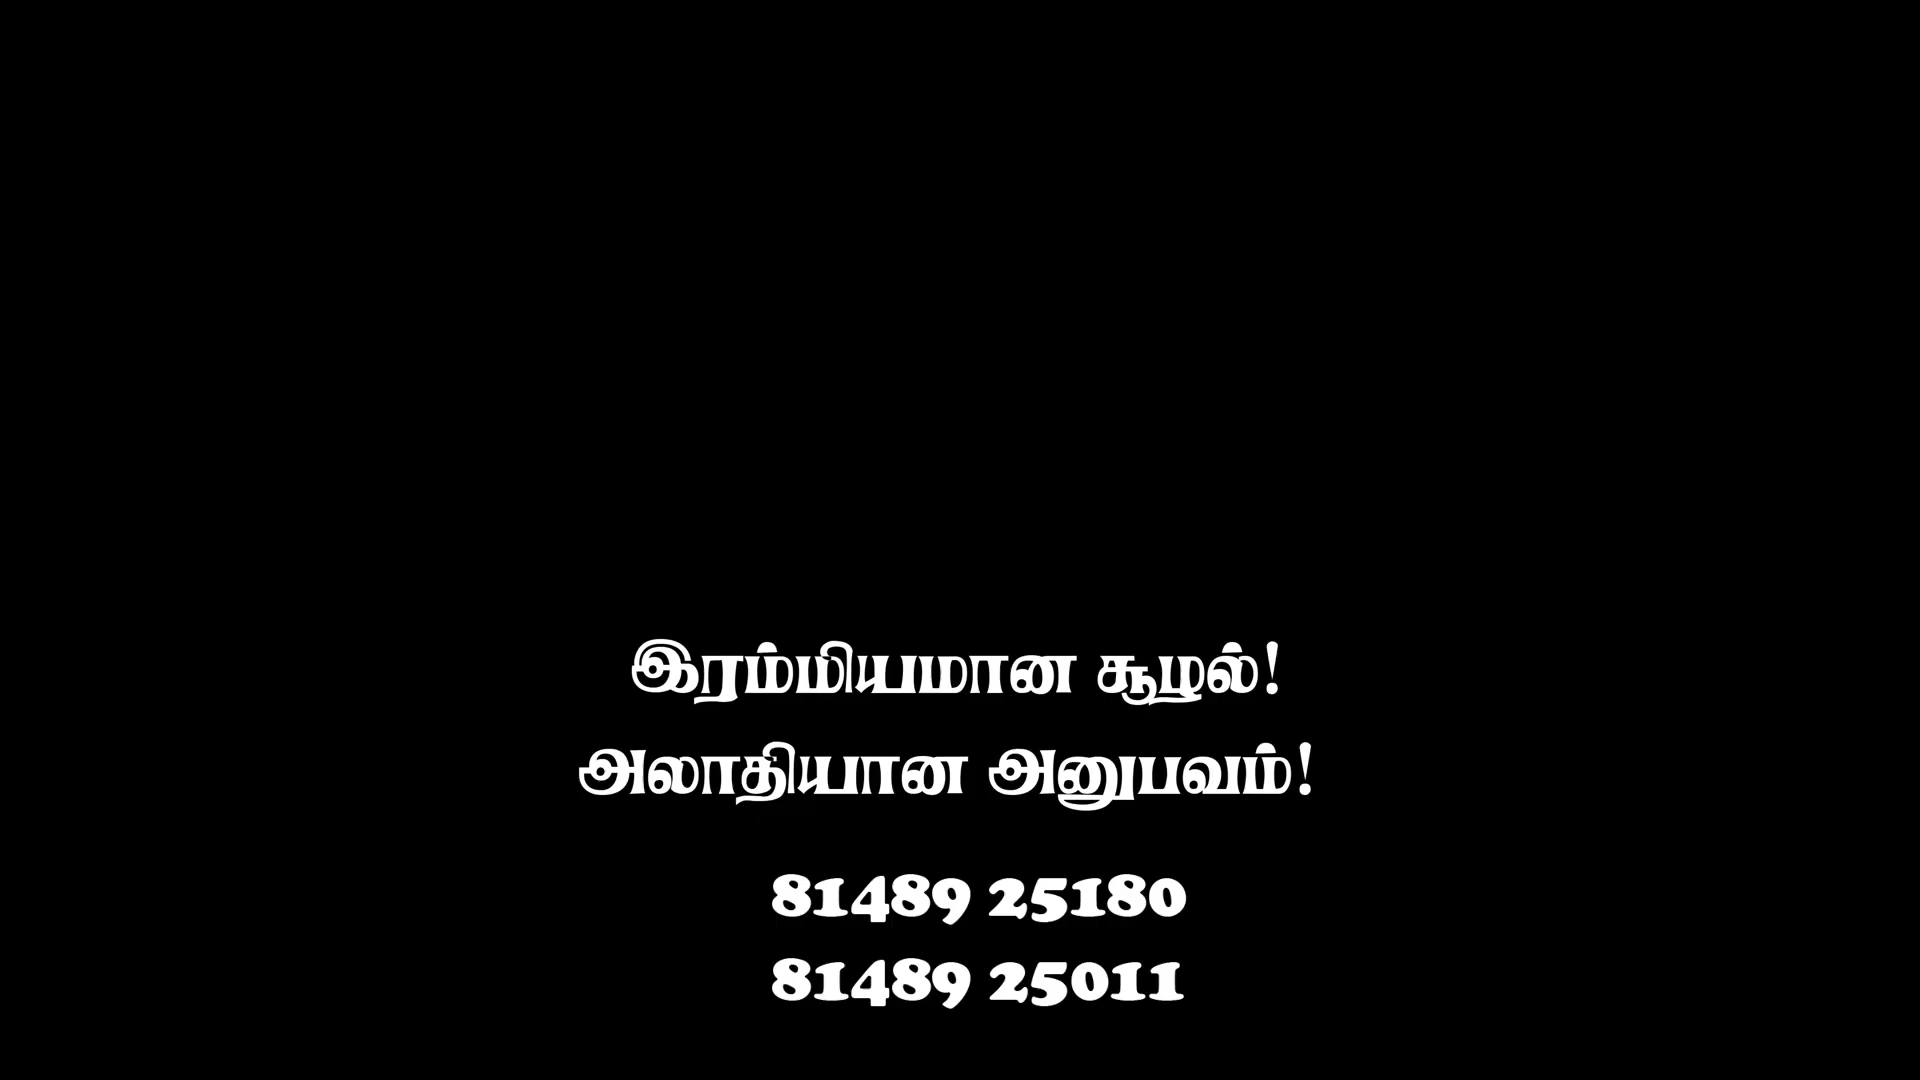 இரம்மியமான சூழல்!
அலாதியான அனுபவம்!
81489 25180
81489 25011